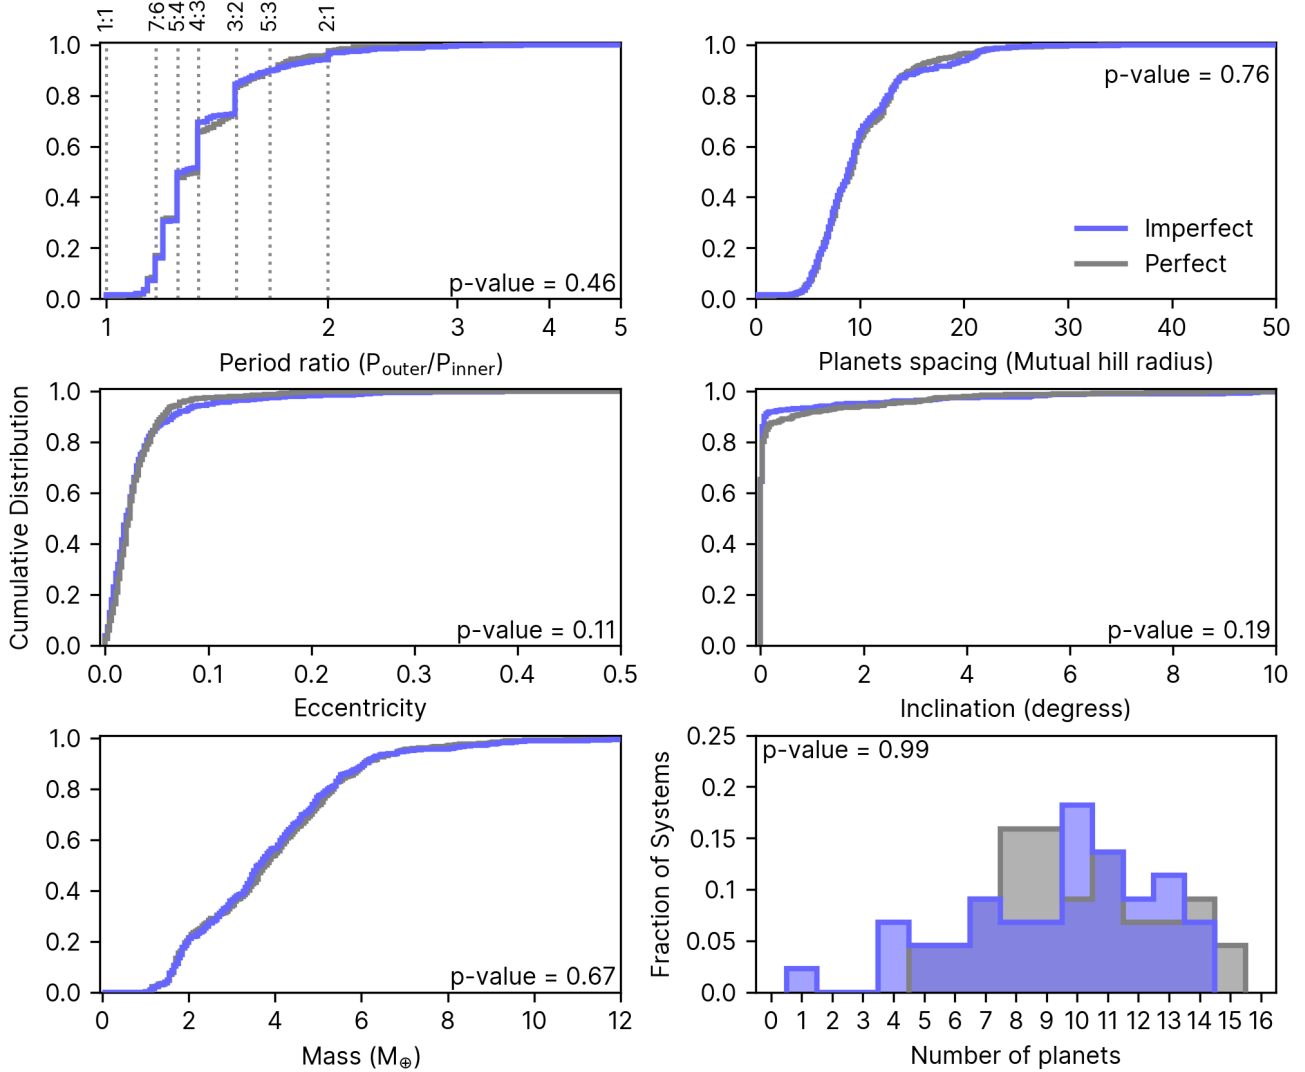 1:1 7:6 5:4 4:3 3:2 5:3 2:1
1.0
0.8
0.6
0.4
0.2
0.0
p-value = 0.46
1 2 3 4 5
Period ratio (Pouter/Pinner)
1.0
0.8
0.6
0.4
0.2
0.0
p-value = 0.76
Imperfect
Perfect
0 10 20 30 40 50
Planets spacing (Mutual hill radius)
Cumulative Distribution
1.0
0.8
0.6
0.4
0.2
0.0
p-value = 0.11
0.0 0.1 0.2 0.3 0.4 0.5
Eccentricity
1.0
0.8
0.6
0.4
0.2
0.0
p-value = 0.19
0 2 4 6 8 10
Inclination (degress)
1.0
0.8
0.6
0.4
0.2
0.0
p-value = 0.67
0 2 4 6 8 10 12
Mass (M⊕)
Fraction of Systems
0.25
0.2
0.15
0.1
0.05
0.0
p-value = 0.99
0 1 2 3 4 5 6 7 8 9 10 11 12 13 14 15 16
Number of planets